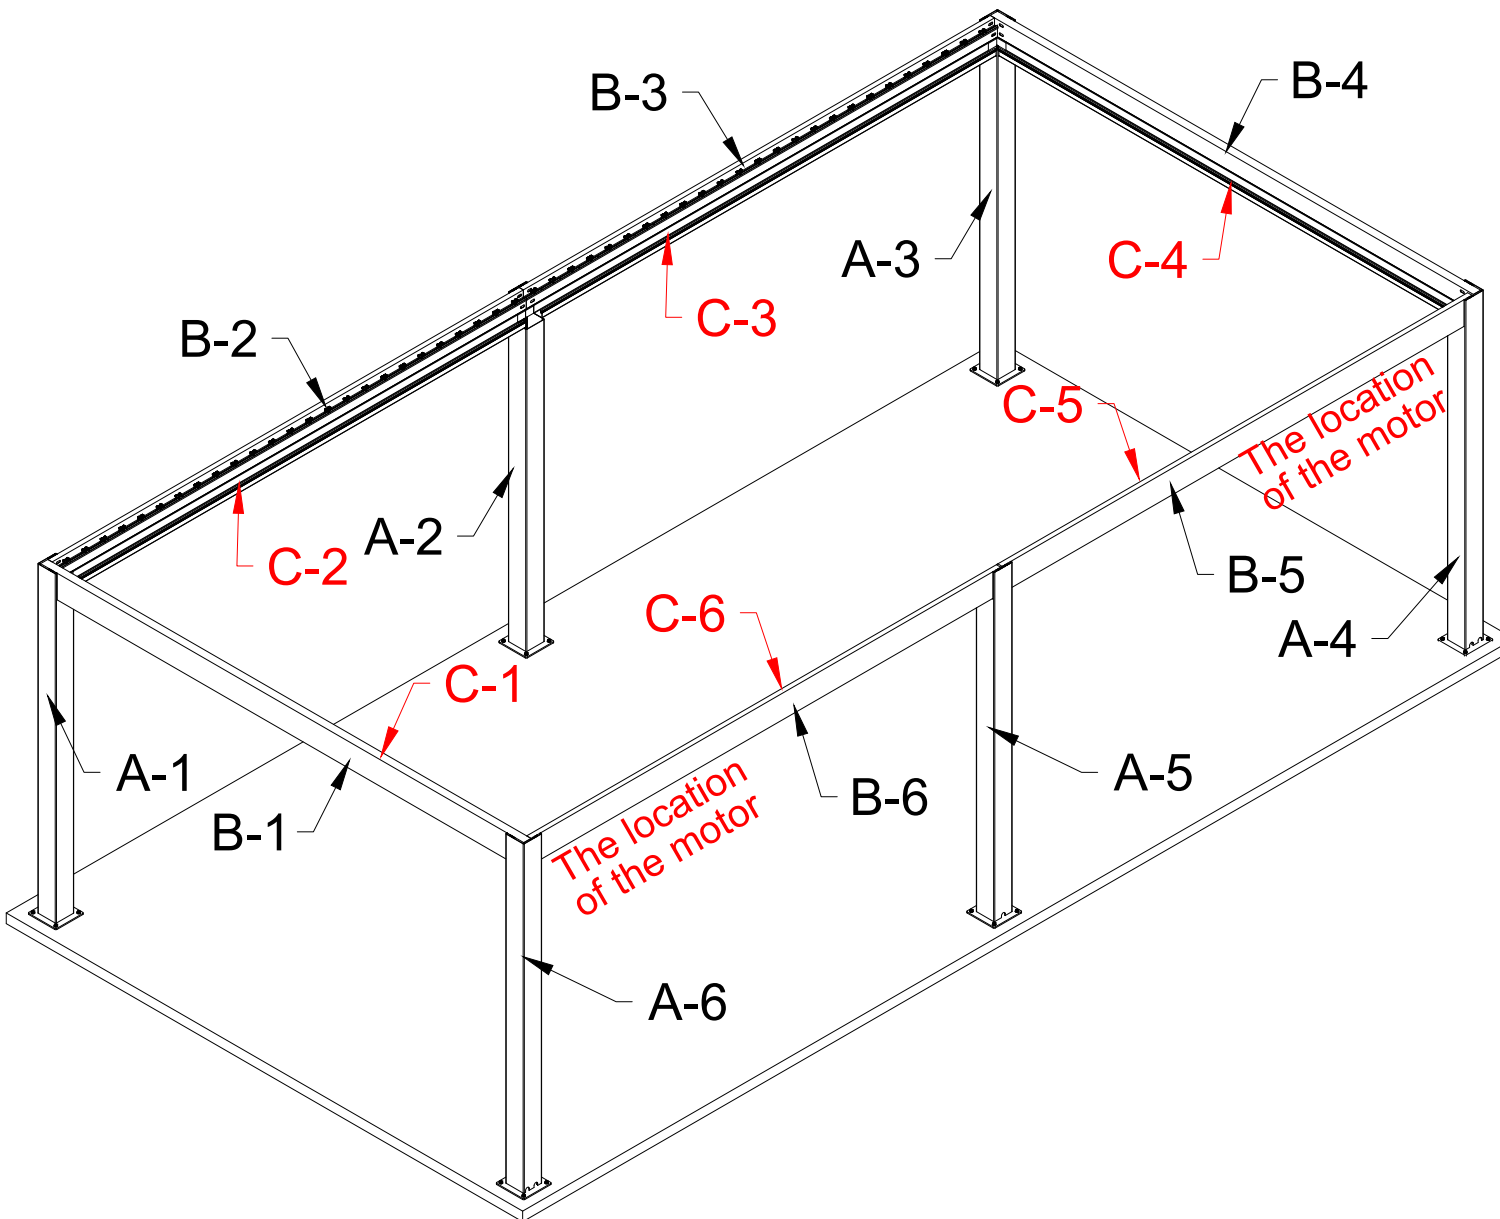 B-3
B-4
A-3
C-4
C-3
B-2
The location
of the motor
C-5
A-2
C-2
B-5
C-6
A-4
C-1
A-1
A-5
B-6
B-1
The location
of the motor
A-6